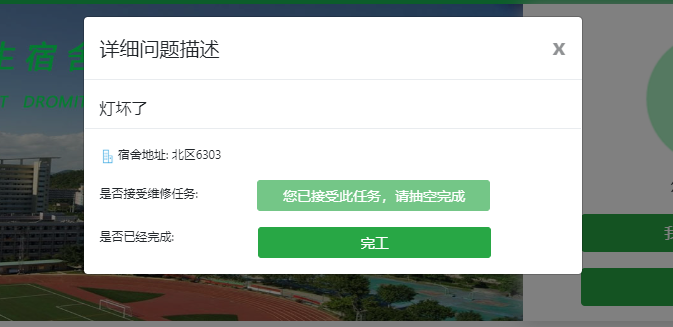 生宿舍
详细问题描述
x
灯坏了
宿舍地址: 北区6303
是否接受维修任务:
您已接受此任务，请抽空完成
是否已经完成:
完工
我